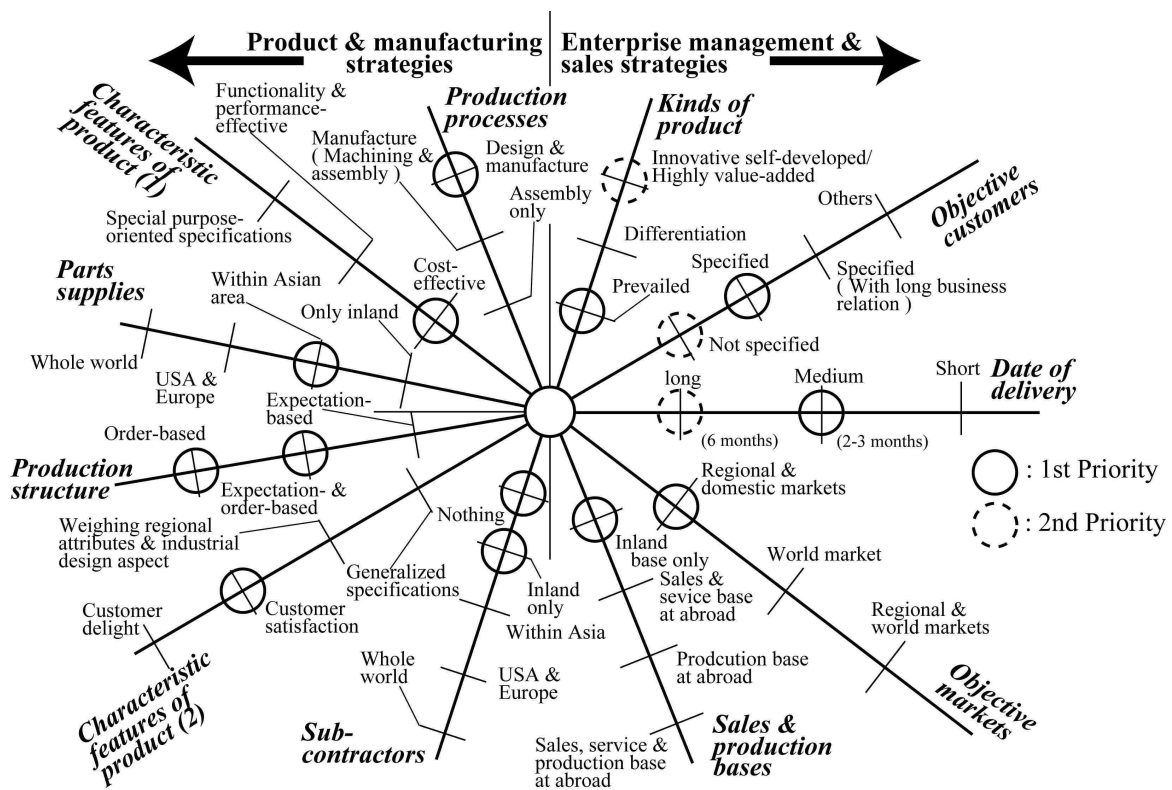 Product & manufacturing
strategies
Enterprise management &
sales strategies
Characteristic
features of
product (1)
Functionality &
performance-
effective
Special purpose-
oriented specifications
Cost-
effective
Production
processes
Manufacture
( Machining &
assembly )
Design &
manufacture
Assembly
only
Kinds of
product
Innovative self-developed/
Highly value-added
Differentiation
Prevailed
Objective
customers
Others
Specified
Specified
( With long business
relation )
Not specified
Parts
supplies
Within Asian
area
Only inland
Whole world
USA &
Europe
Date of
delivery
long
Medium
Short
(6 months)
(2-3 months)
Production
structure
Order-based
Expectation-
based
Expectation- &
order-based
: 1st Priority
: 2nd Priority
Characteristic
features of
product (2)
Weighing regional
attributes & industrial
design aspect
Generalized
specifications
Customer
delight
Customer
satisfaction
Sub-
contractors
Nothing
Inland
only
Within Asia
USA &
Europe
Whole
world
Sales &
production
bases
Inland
base only
Sales &
sevice base
at abroad
Prodcution base
at abroad
Sales, service &
production base
at abroad
Objective
markets
Regional &
domestic markets
World market
Regional &
world markets